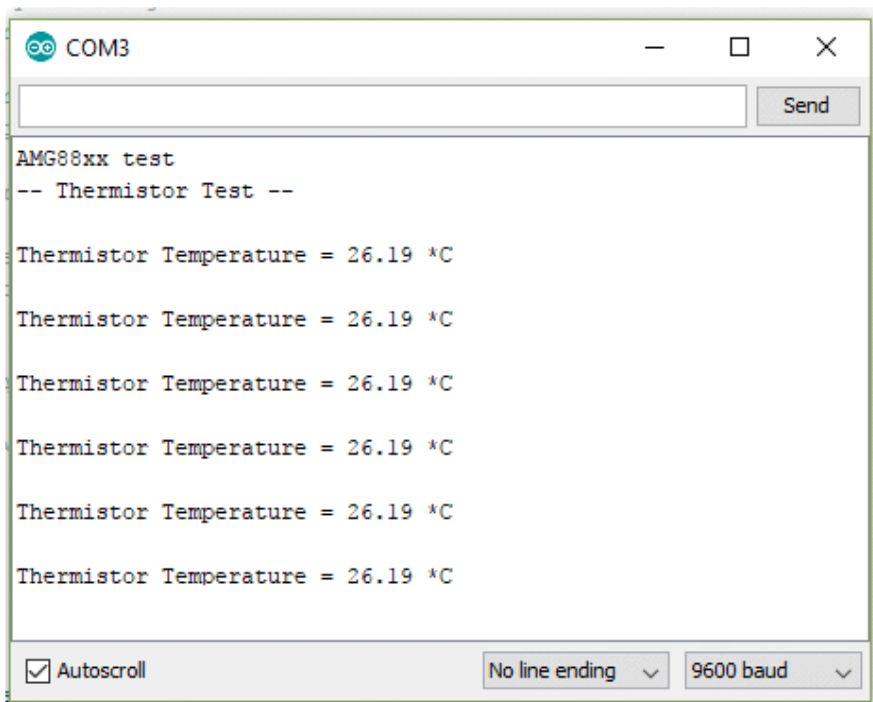 COM3
Send
AMG88xx test
-- Thermistor Test --
Thermistor Temperature = 26.19 *C
Thermistor Temperature = 26.19 *C
Thermistor Temperature = 26.19 *C
Thermistor Temperature = 26.19 *C
Thermistor Temperature = 26.19 *C
Thermistor Temperature = 26.19 *C
Autoscroll
No line ending
9600 baud